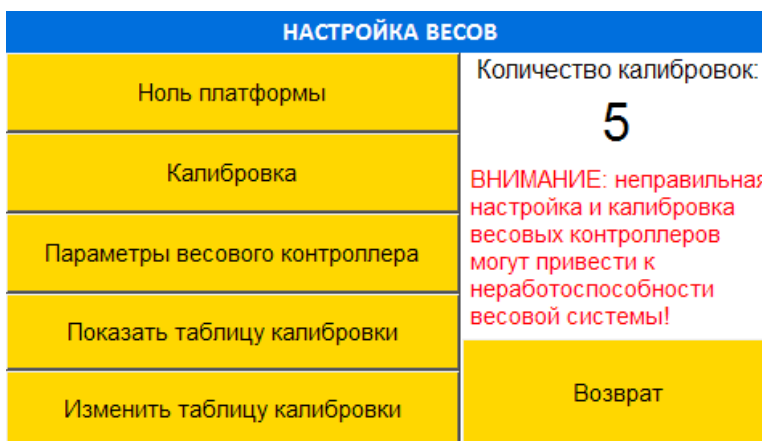 НАСТРОЙКА ВЕСОВ
Ноль платформы
Калибровка
Параметры весового контроллера
Показать таблицу калибровки
Изменить таблицу калибровки
Количество калибровок:
5
ВНИМАНИЕ: неправильная
настройка и калибровка
весовых контроллеров
могут привести к
неработоспособности
весовой системы!
Возврат